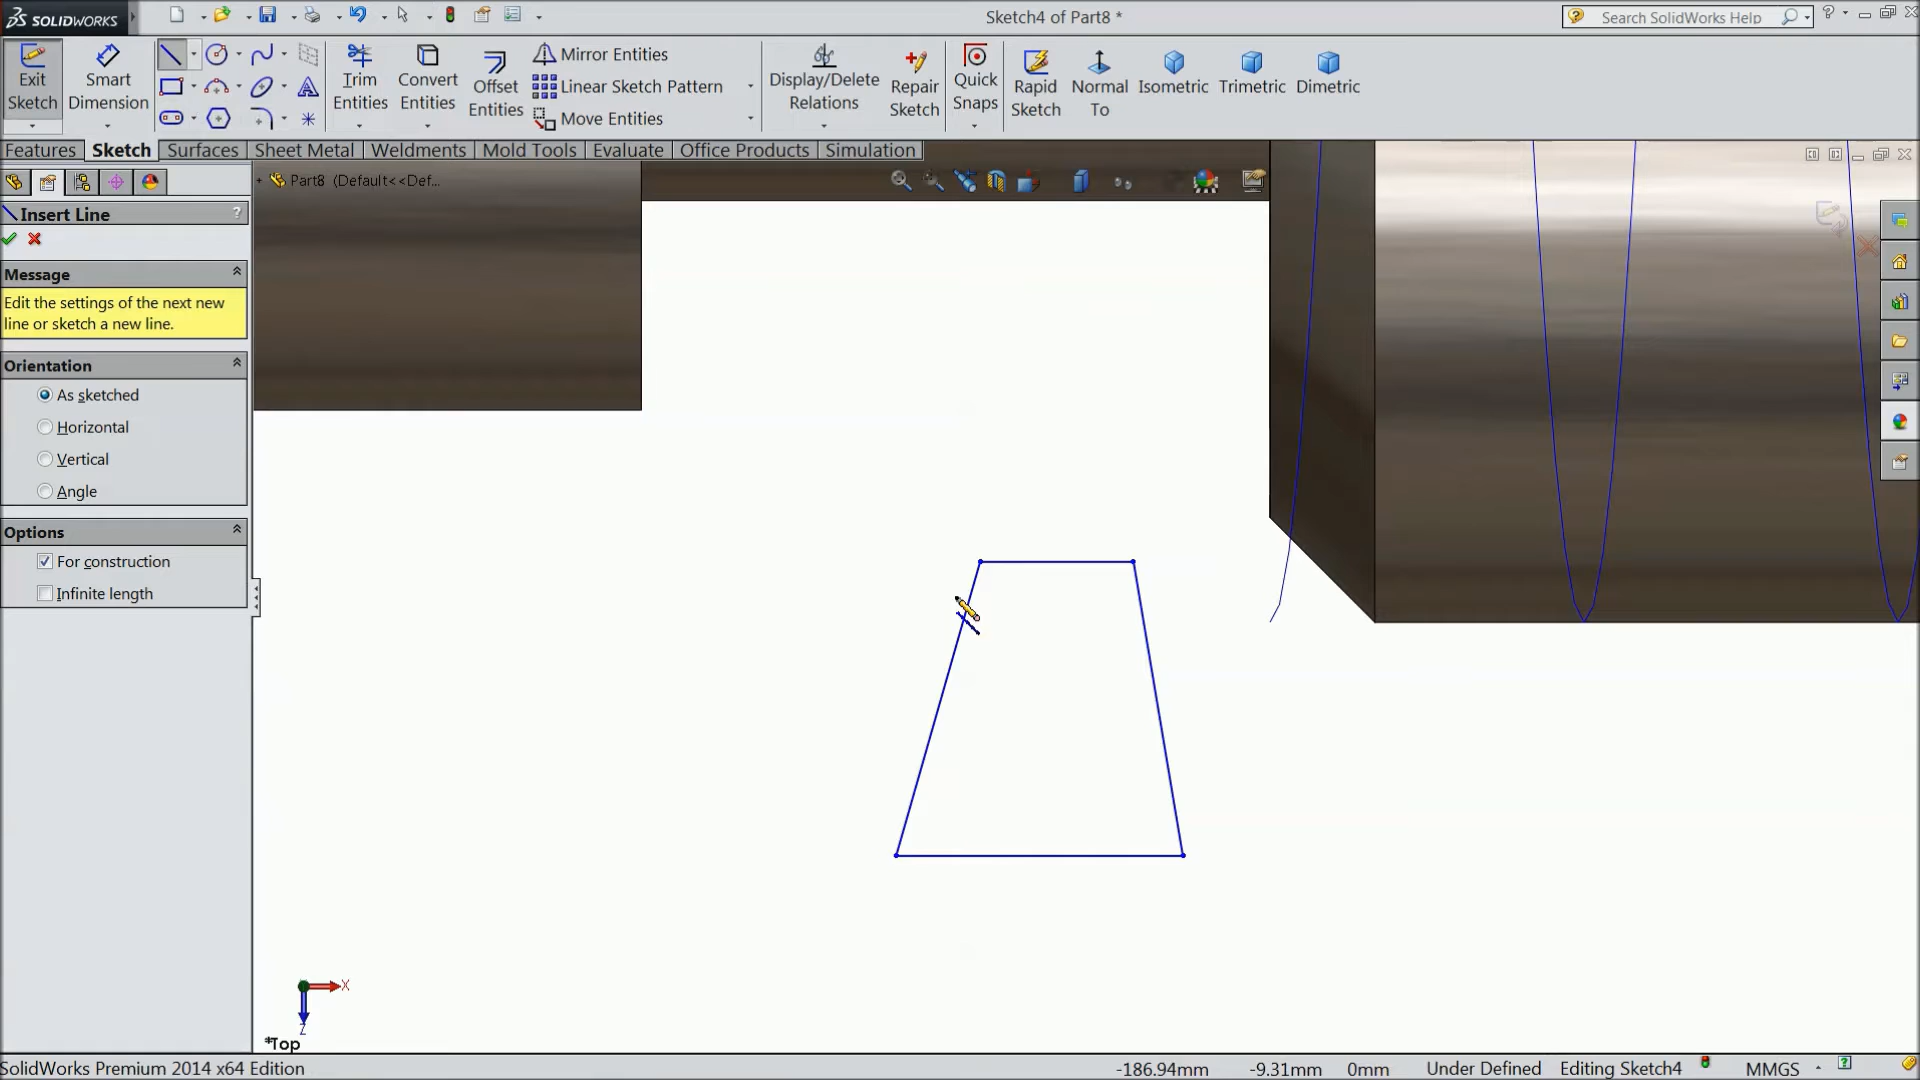 SOLIDWORKS
Sketch4 of Part8 *
Search SolidWorks Help
?
Exit Sketch
Smart Dimension
Trim Entities
Convert Entities
Offset Entities
Mirror Entities
Linear Sketch Pattern
Move Entities
Display/Delete Relations
Repair Sketch
Quick Snaps
Rapid Sketch
Normal To
Isometric
Trimetric
Dimetric
Features
Sketch
Surfaces
Sheet Metal
Weldments
Mold Tools
Evaluate
Office Products
Simulation
Part8 (Default<<Def...
Insert Line
?
Message
Edit the settings of the next new
line or sketch a new line.
Orientation
As sketched
Horizontal
Vertical
Angle
Options
For construction
Infinite length
X
Z
*Top
SolidWorks Premium 2014 x64 Edition
-186.94mm
-9.31mm
0mm
Under Defined
Editing Sketch4
MMGS
?